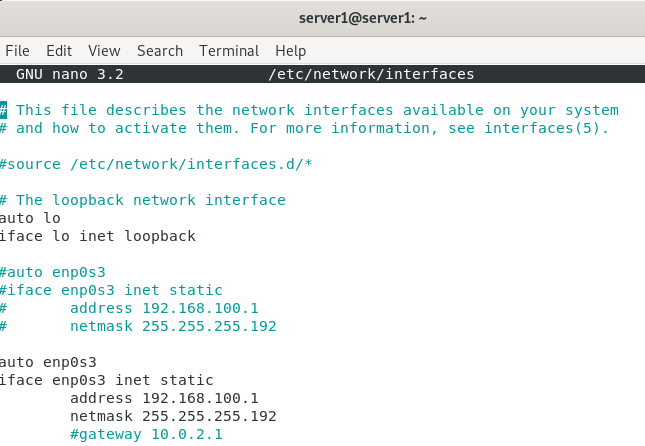 server1@server1: ~
File Edit View Search Terminal Help
GNU nano 3.2 /etc/network/interfaces
# This file describes the network interfaces available on your system
# and how to activate them. For more information, see interfaces(5).
#source /etc/network/interfaces.d/*
# The loopback network interface
auto lo
iface lo inet loopback
#auto enp0s3
#iface enp0s3 inet static
# address 192.168.100.1
# netmask 255.255.255.192
auto enp0s3
iface enp0s3 inet static
address 192.168.100.1
netmask 255.255.255.192
#gateway 10.0.2.1